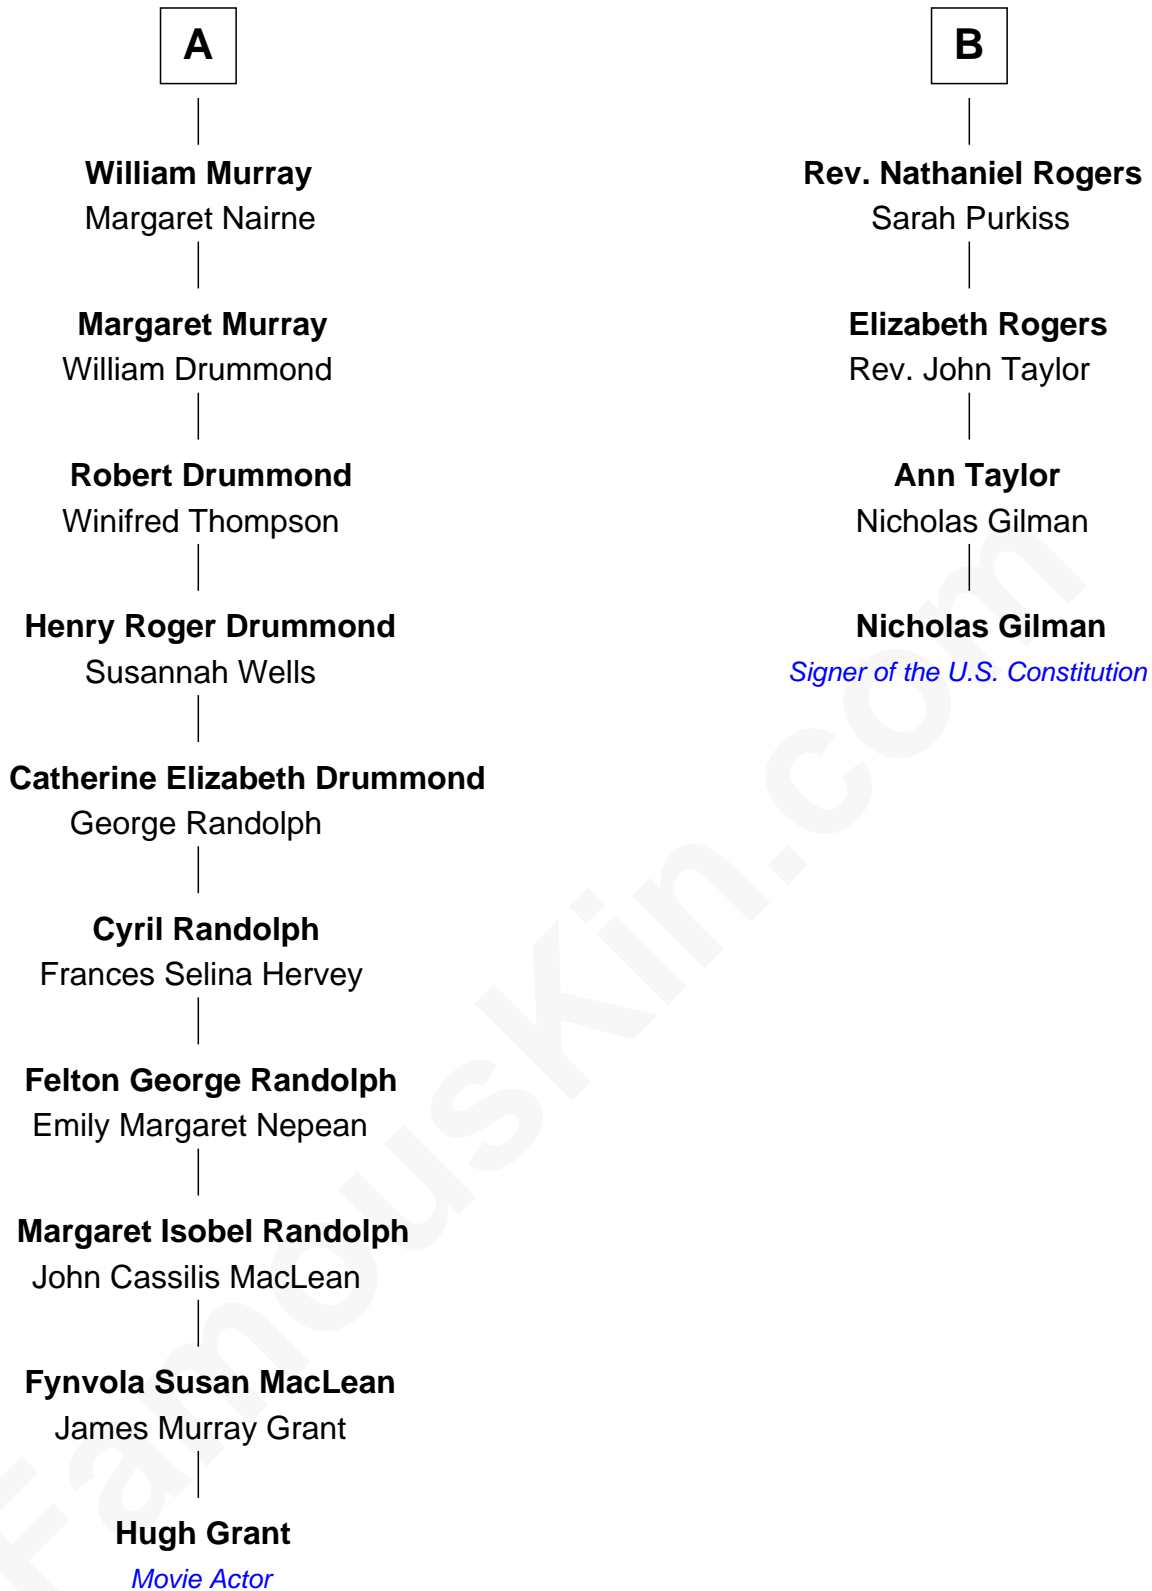 A
William Murray
Margaret Nairne
Margaret Murray
William Drummond
Robert Drummond
Winifred Thompson
Henry Roger Drummond
Susannah Wells
Catherine Elizabeth Drummond
George Randolph
Cyril Randolph
Frances Selina Hervey
Felton George Randolph
Emily Margaret Nepean
Margaret Isobel Randolph
John Cassilis MacLean
Fynvola Susan MacLean
James Murray Grant
Hugh Grant
Movie Actor
B
Rev. Nathaniel Rogers
Sarah Purkiss
Elizabeth Rogers
Rev. John Taylor
Ann Taylor
Nicholas Gilman
Nicholas Gilman
Signer of the U.S. Constitution
FamousKin.com